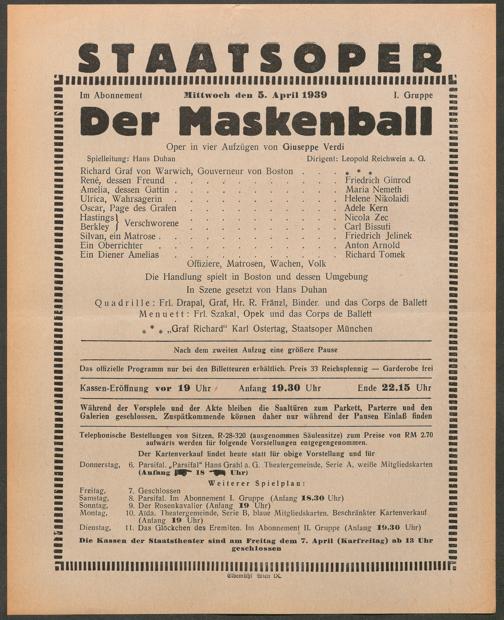 STAATSOPER
Im Abonnement Mittwoch den 5. April 1939 I. Gruppe
Der Maskenball
Oper in vier Aufzügen von Giuseppe Verdi
Spielleitung: Hans Duhan Dirigent: Leopold Reichwein a. G.
Richard Graf von Warwich, Gouverneur von Boston . . . * * *
René, dessen Freund . . . . . . . . Friedrich Ginrod
Amelia, dessen Gattin . . . . . . . . Maria Nemeth
Ulrica, Wahrsagerin . . . . . . . . Helene Nikolaidi
Oscar, Page des Grafen . . . . . . . . Adele Kern
Hastings } Verschworene . . . . . . . Nicola Zec
Berkley } . . . . . . . Carl Bissuti
Silvan, ein Matrose . . . . . . . . Friedrich Jelinek
Ein Oberrichter . . . . . . . . Anton Arnold
Ein Diener Amelias . . . . . . . . Richard Tomek
Offiziere, Matrosen, Wachen, Volk
Die Handlung spielt in Boston und dessen Umgebung
In Szene gesetzt von Hans Duhan
Quadrille: Frl. Drapal, Graf, Hr. R. Fränzl, Binder. und das Corps de Ballett
Menuett: Frl. Szakal, Opek und das Corps de Ballett
* * * „Graf Richard" Karl Ostertag, Staatsoper München
Nach dem zweiten Aufzug eine größere Pause
Das offizielle Programm nur bei den Billetteuren erhältlich. Preis 33 Reichspfennig — Garderobe frei
Kassen-Eröffnung vor 19 Uhr Anfang 19.30 Uhr Ende 22.15 Uhr
Während der Vorspiele und der Akte bleiben die Saaltüren zum Parkett, Parterre und den
Galerien geschlossen. Zuspätkommende können daher nur während der Pausen Einlaß finden
Telephonische Bestellungen von Sitzen, R-28-320 (ausgenommen Säulensitze) zum Preise von RM 2.70
aufwärts werden für folgende Vorstellungen entgegengenommen.
Der Kartenverkauf findet heute statt für obige Vorstellung und für
Donnerstag, 6. Parsifal. „Parsifal" Hans Grahl a. G. Theatergemeinde, Serie A, weiße Mitgliedskarten
(Anfang 18 Uhr)
Weiterer Spielplan:
Freitag, 7. Geschlossen
Samstag, 8. Parsifal. Im Abonnement I. Gruppe (Anfang 18.30 Uhr)
Sonntag, 9. Der Rosenkavalier (Anfang 19 Uhr)
Montag, 10. Aida. Theatergemeinde, Serie B, blaue Mitgliedskarten. Beschränkter Kartenverkauf
(Anfang 19 Uhr)
Dienstag, 11. Das Glöckchen des Eremiten. Im Abonnement II. Gruppe (Anfang 19.30 Uhr)
Die Kassen der Staatstheater sind am Freitag dem 7. April (Karfreitag) ab 13 Uhr
geschlossen
Elbemühl Wien IX.